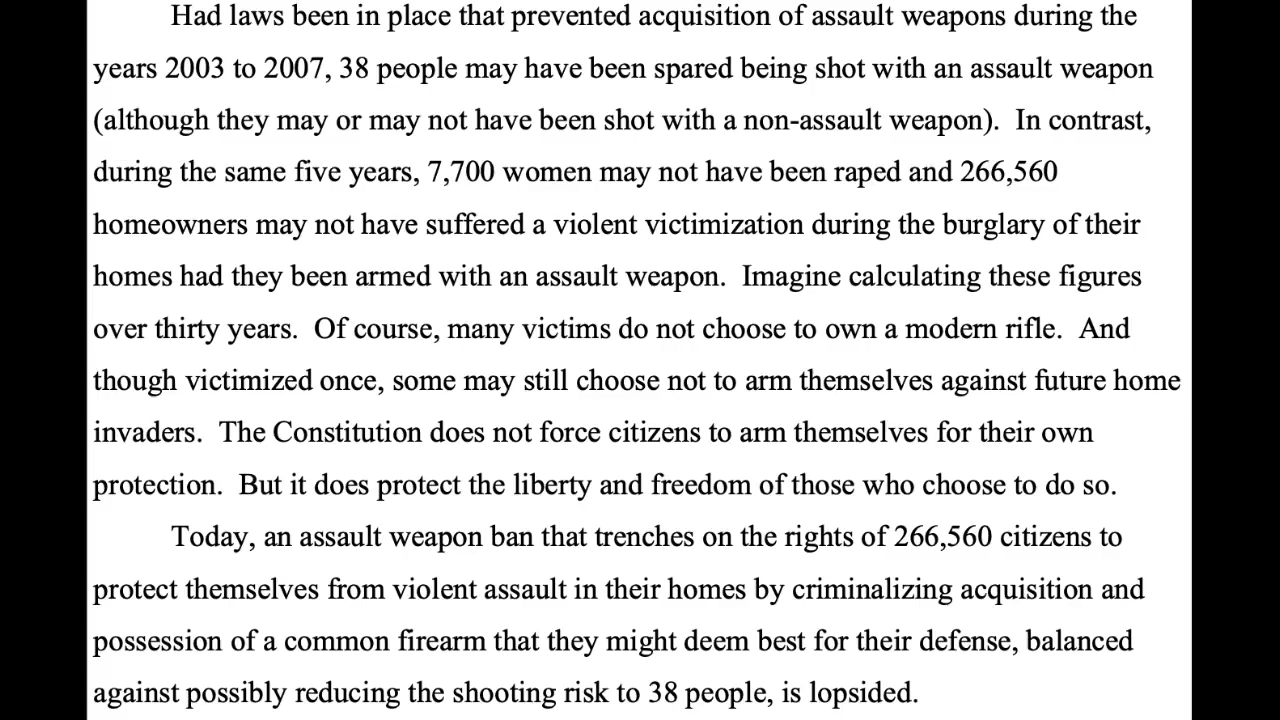 Had laws been in place that prevented acquisition of assault weapons during the
years 2003 to 2007, 38 people may have been spared being shot with an assault weapon
(although they may or may not have been shot with a non-assault weapon).  In contrast,
during the same five years, 7,700 women may not have been raped and 266,560
homeowners may not have suffered a violent victimization during the burglary of their
homes had they been armed with an assault weapon.  Imagine calculating these figures
over thirty years.  Of course, many victims do not choose to own a modern rifle.  And
though victimized once, some may still choose not to arm themselves against future home
invaders.  The Constitution does not force citizens to arm themselves for their own
protection.  But it does protect the liberty and freedom of those who choose to do so.
Today, an assault weapon ban that trenches on the rights of 266,560 citizens to
protect themselves from violent assault in their homes by criminalizing acquisition and
possession of a common firearm that they might deem best for their defense, balanced
against possibly reducing the shooting risk to 38 people, is lopsided.